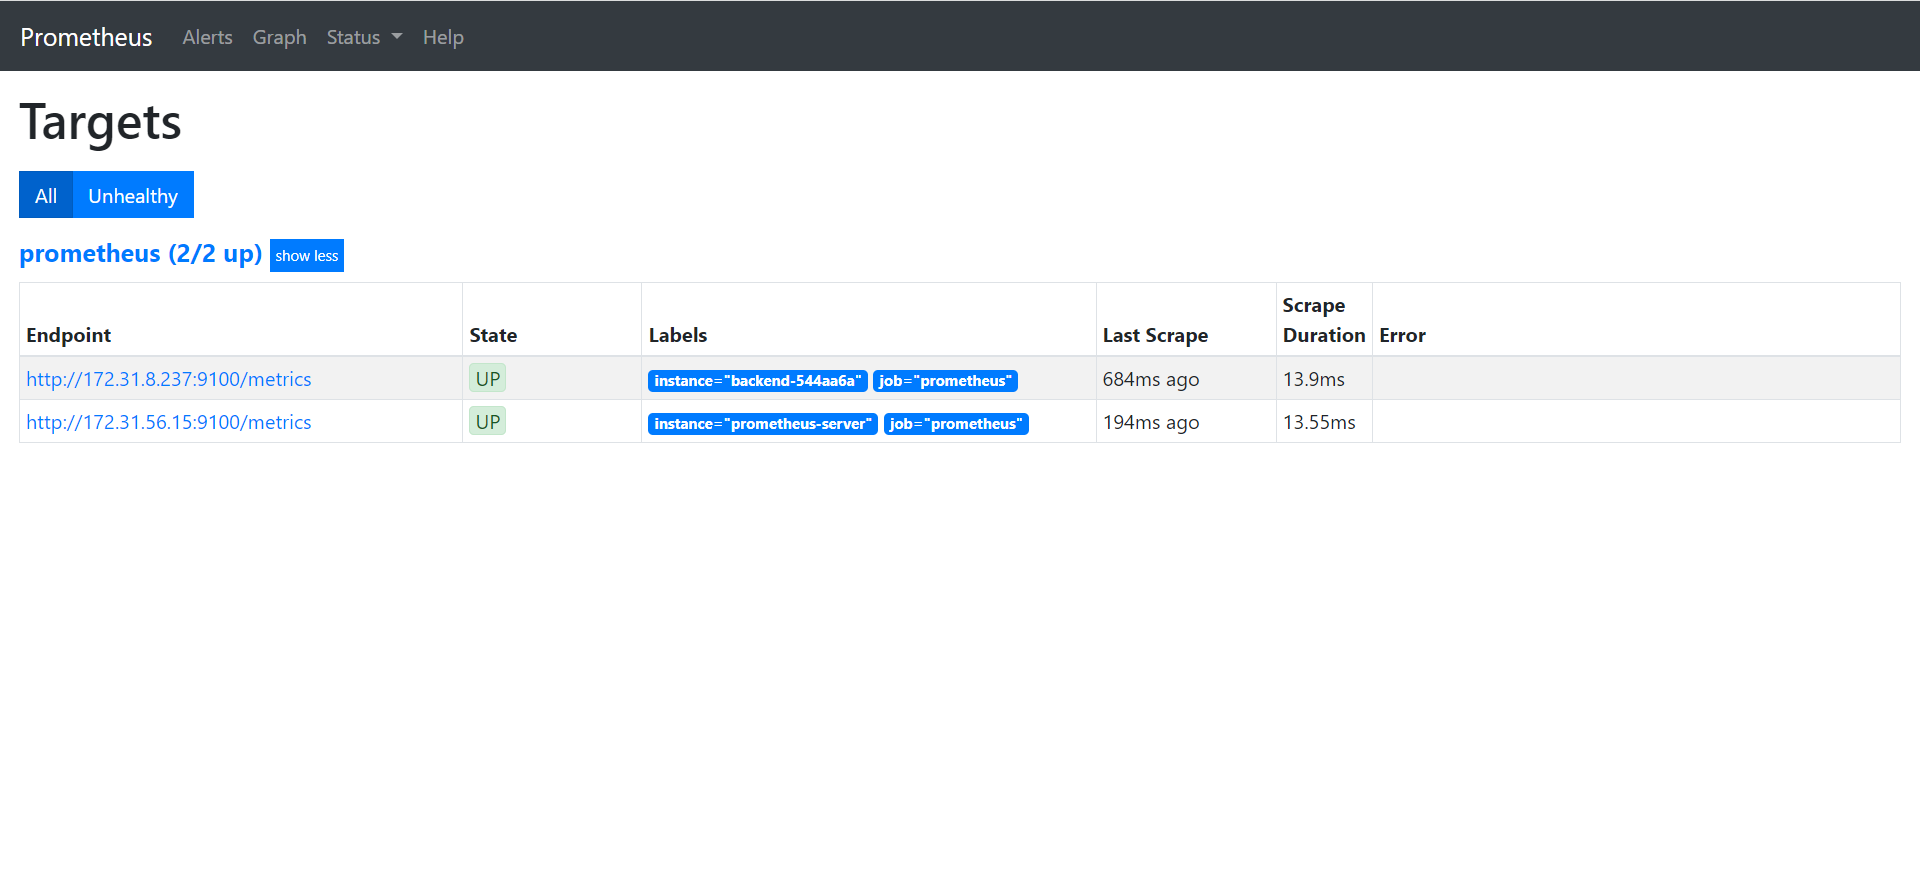 Prometheus Alerts Graph Status Help
Targets
All Unhealthy
prometheus (2/2 up) show less
Endpoint State Labels Last Scrape Scrape Duration Error
http://172.31.8.237:9100/metrics UP instance="backend-544aa6a" job="prometheus" 684ms ago 13.9ms
http://172.31.56.15:9100/metrics UP instance="prometheus-server" job="prometheus" 194ms ago 13.55ms